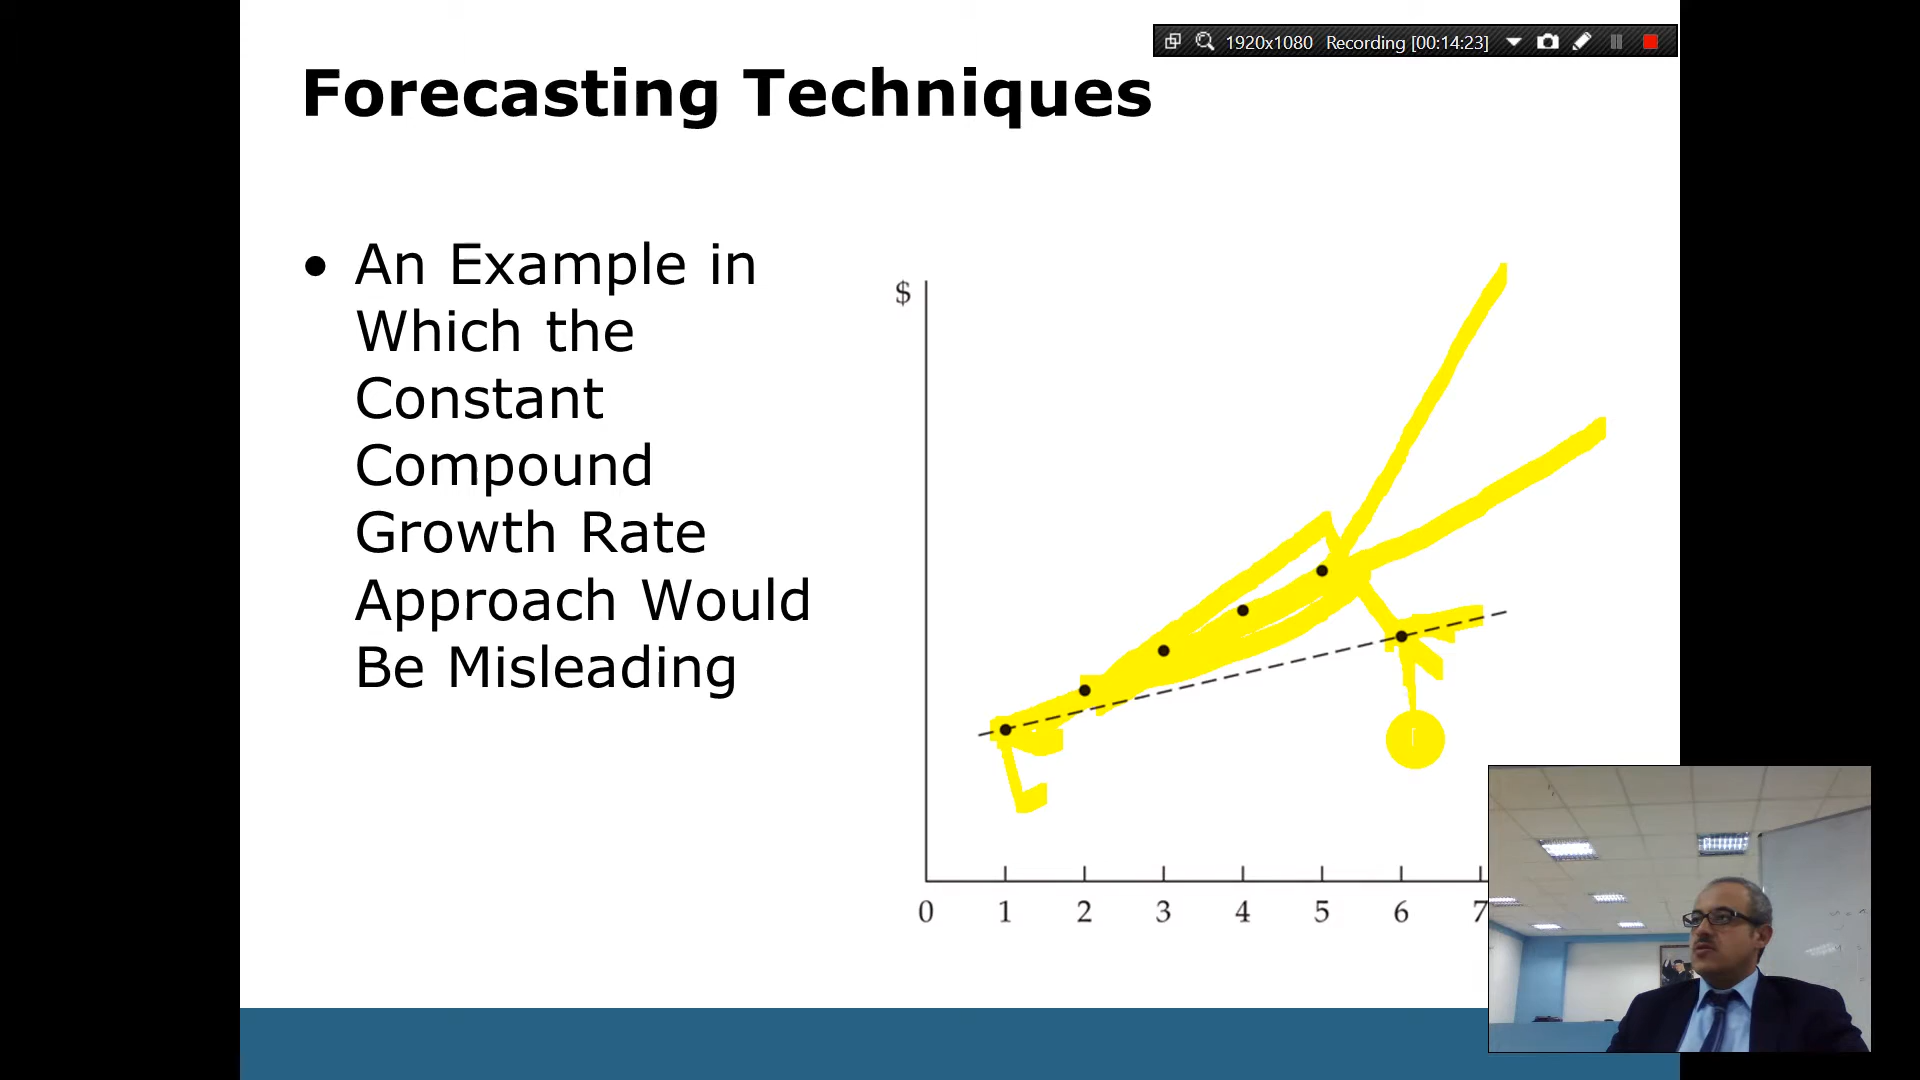 1920x1080 Recording [00:14:23]
Forecasting Techniques
• An Example in
Which the
Constant
Compound
Growth Rate
Approach Would
Be Misleading
$
0 1 2 3 4 5 6 7